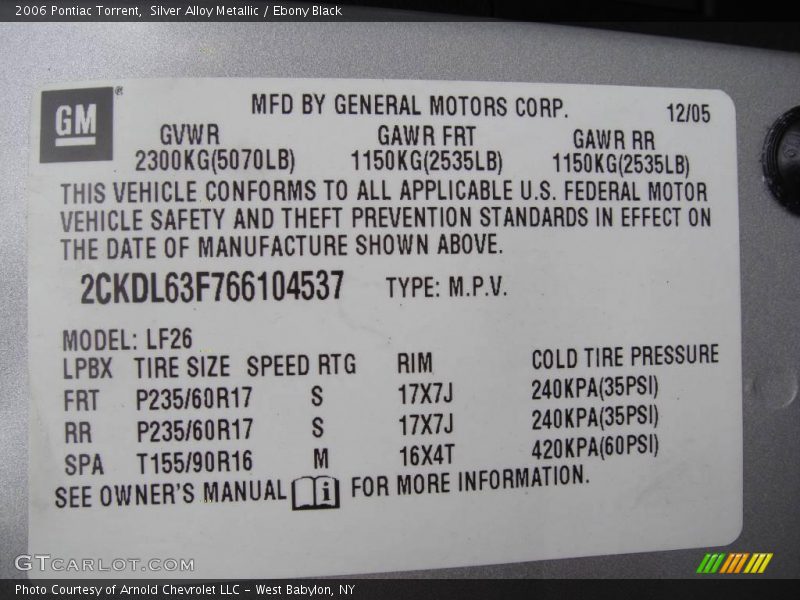 2006 Pontiac Torrent, Silver Alloy Metallic / Ebony Black
GM®
MFD BY GENERAL MOTORS CORP. 12/05
GVWR GAWR FRT GAWR RR
2300KG(5070LB) 1150KG(2535LB) 1150KG(2535LB)
THIS VEHICLE CONFORMS TO ALL APPLICABLE U.S. FEDERAL MOTOR
VEHICLE SAFETY AND THEFT PREVENTION STANDARDS IN EFFECT ON
THE DATE OF MANUFACTURE SHOWN ABOVE.
2CKDL63F766104537 TYPE: M.P.V.
MODEL: LF26
LPBX TIRE SIZE SPEED RTG RIM COLD TIRE PRESSURE
FRT P235/60R17 S 17X7J 240KPA(35PSI)
RR P235/60R17 S 17X7J 240KPA(35PSI)
SPA T155/90R16 M 16X4T 420KPA(60PSI)
SEE OWNER'S MANUAL i FOR MORE INFORMATION.
GTCARLOT.COM
Photo Courtesy of Arnold Chevrolet LLC - West Babylon, NY